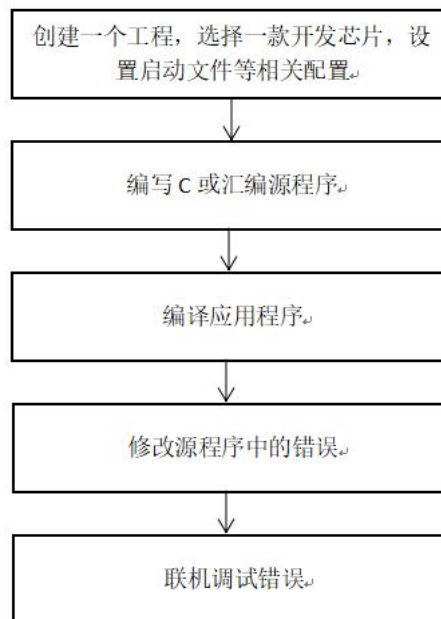 创建一个工程，选择一款开发芯片，设
置启动文件等相关配置
编写 C 或汇编源程序
编译应用程序
修改源程序中的错误
联机调试错误